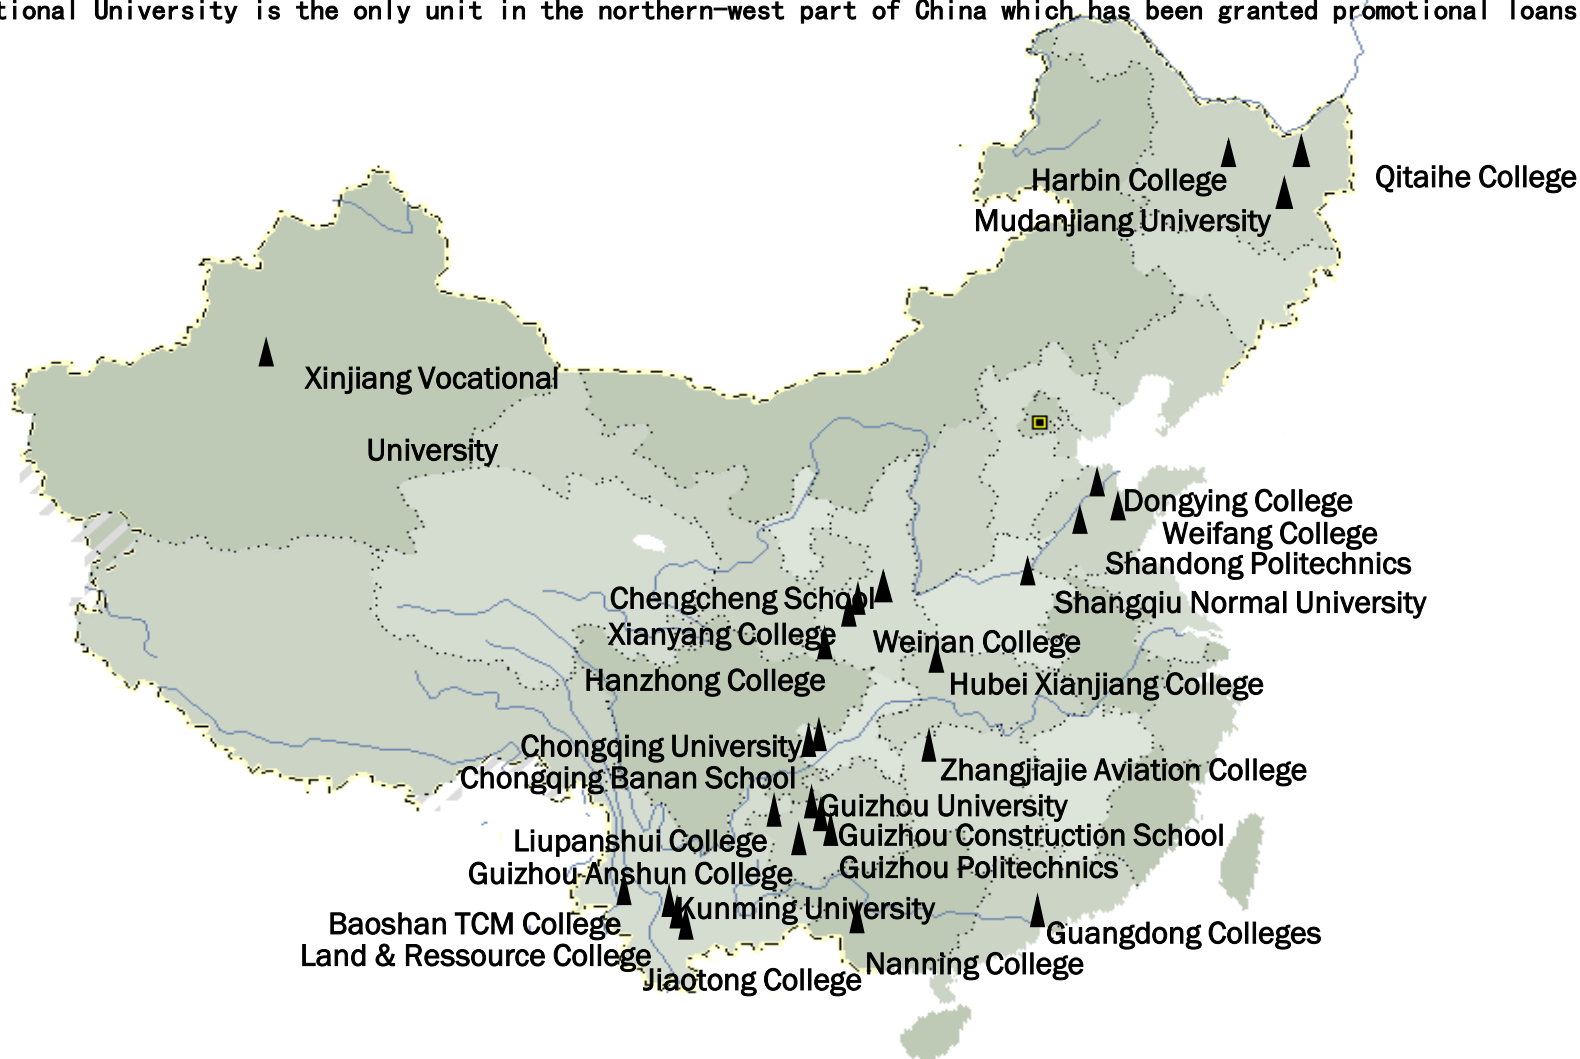 tional University is the only unit in the northern-west part of China which has been granted promotional loans
Harbin College
Qitaihe College
Mudanjiang University
Xinjiang Vocational
University
Dongying College
Weifang College
Shandong Politechnics
Chengcheng School
Shangqiu Normal University
Xianyang College
Weinan College
Hanzhong College
Hubei Xianjiang College
Chongqing University
Zhangjiajie Aviation College
Chongqing Banan School
Guizhou University
Liupanshui College
Guizhou Construction School
Guizhou Anshun College
Guizhou Politechnics
Kunming University
Baoshan TCM College
Guangdong Colleges
Land & Ressource College
Nanning College
Jiaotong College